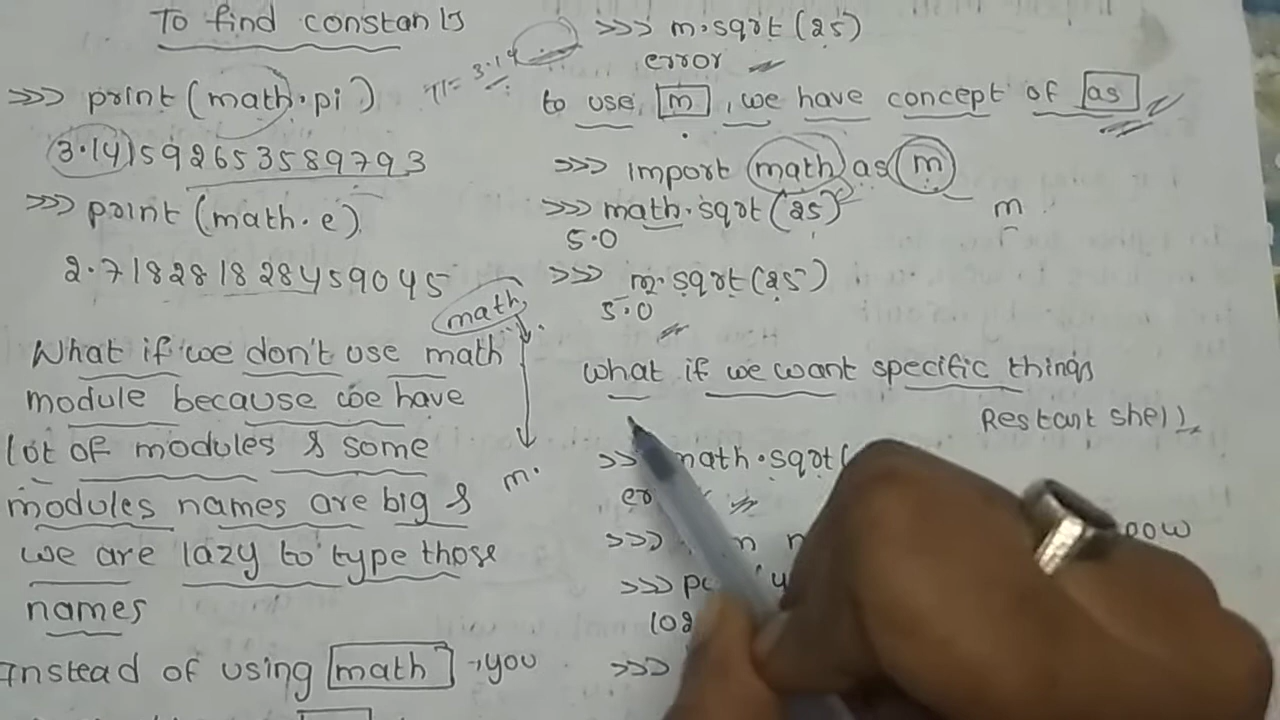 To find constants
>>> print(math.pi)
π = 3.14
3.141592653589793
>>> print(math.e)
2.718281828459045
math
m.
What if we don't use math
module because we have
lot of modules & some
modules names are big &
we are lazy to type those
names
Instead of using math, you
>>> m.sqrt(25)
error
to use m, we have concept of as
>>> import math as m
>>> math.sqrt(25)
5.0
m
>>> m.sqrt(25)
5.0
What if we want specific things
Restart shell
>>> math.sqrt(
>>> pow
>>>
>>>